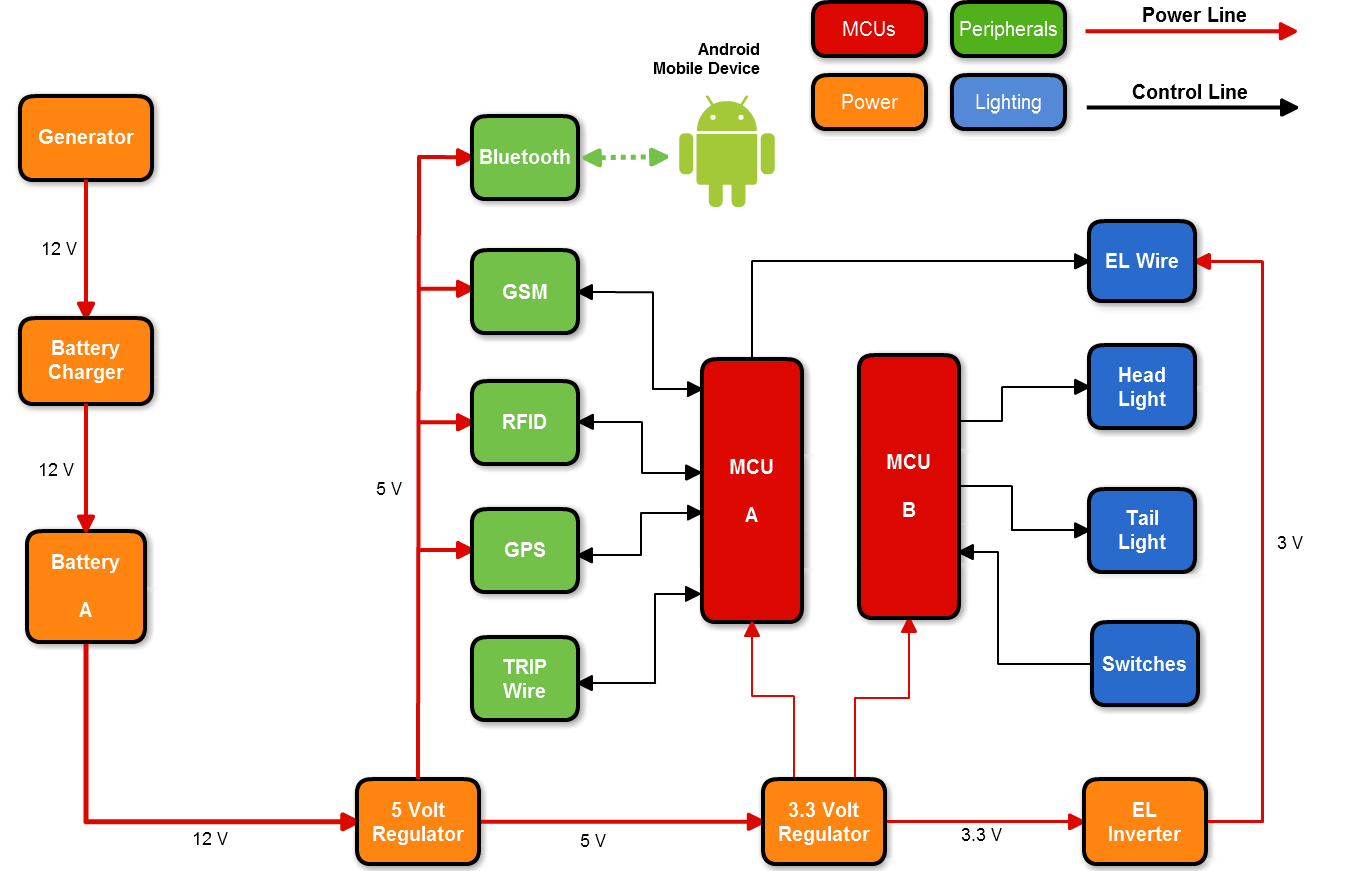 MCUs
Peripherals
Power Line
Power
Lighting
Control Line
Android
Mobile Device
Generator
12 V
Battery
Charger
12 V
Battery
A
12 V
5 Volt
Regulator
5 V
5 V
Bluetooth
GSM
RFID
GPS
TRIP
Wire
MCU
A
MCU
B
EL Wire
Head
Light
Tail
Light
Switches
3 V
3.3 Volt
Regulator
3.3 V
EL
Inverter